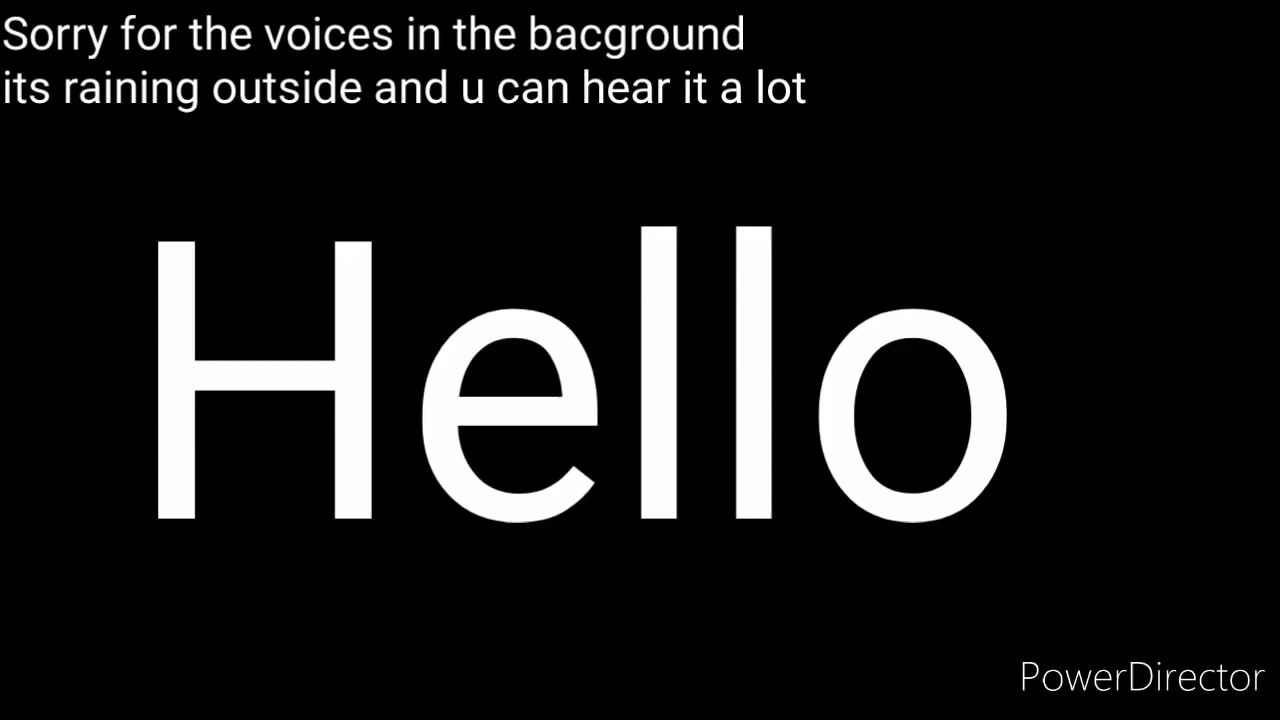 Sorry for the voices in the bacground
its raining outside and u can hear it a lot
Hello
PowerDirector